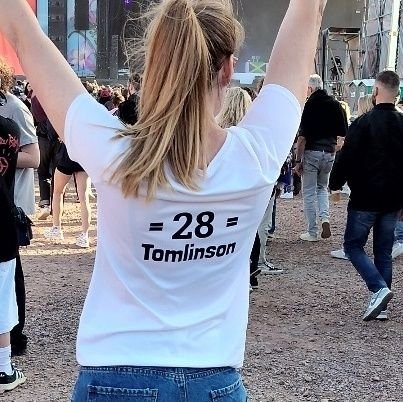 = 28 =
Tomlinson